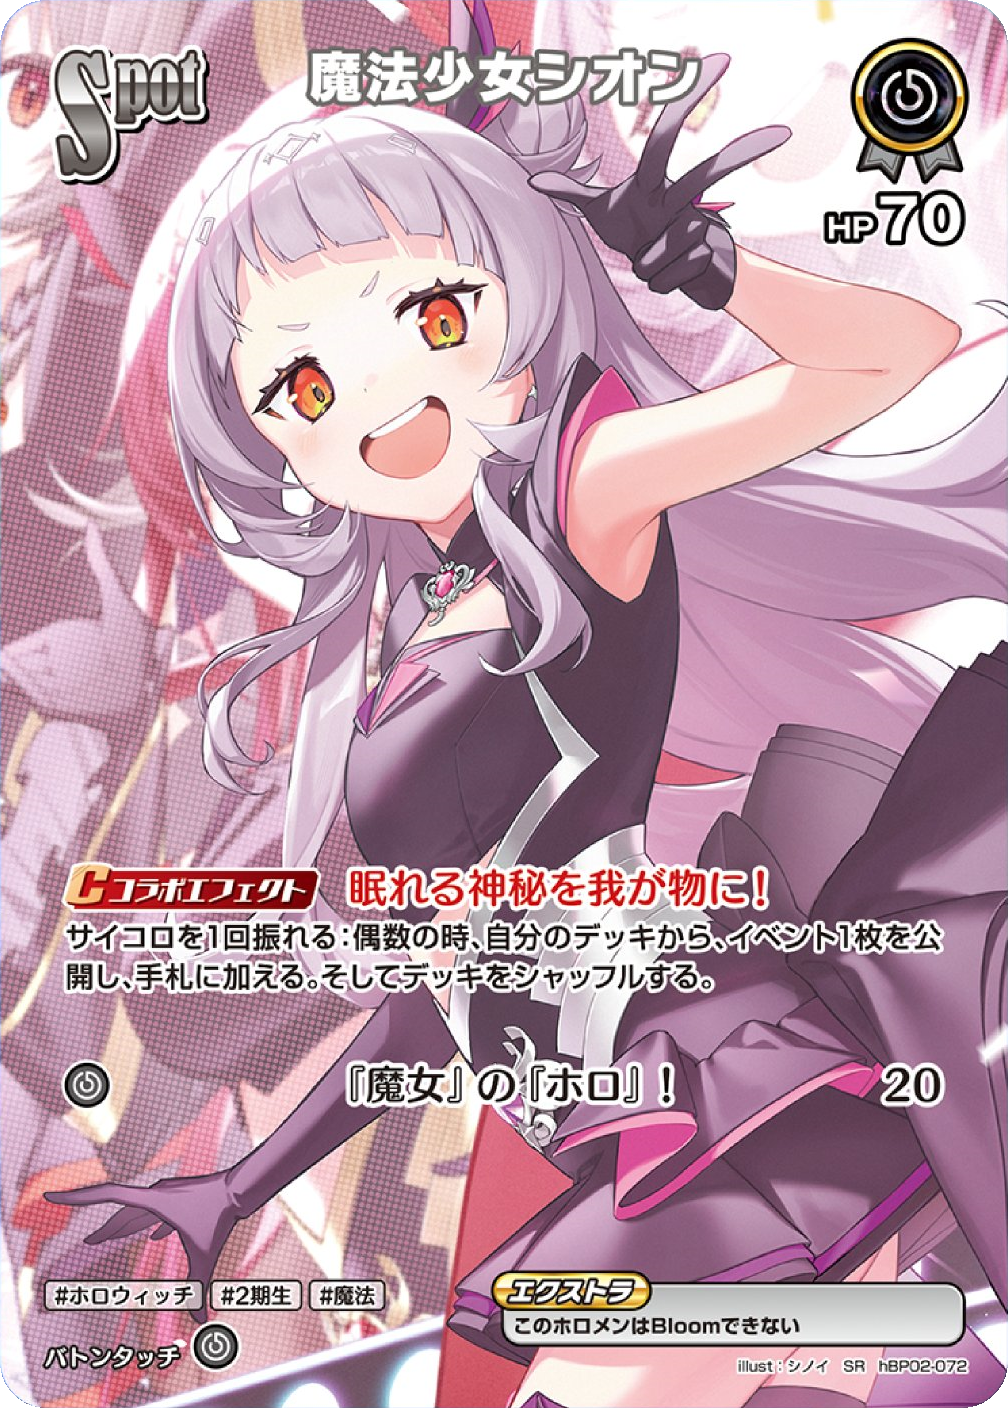 Spot
魔法少女シオン
HP 70
Cコラボエフェクト 眠れる神秘を我が物に!
サイコロを1回振れる:偶数の時、自分のデッキから、イベント1枚を公
開し、手札に加える。そしてデッキをシャッフルする。
『魔女』の『ホロ』! 20
#ホロウィッチ #2期生 #魔法
バトンタッチ
エクストラ
このホロメンはBloomできない
illust:シノイ SR hBP02-072